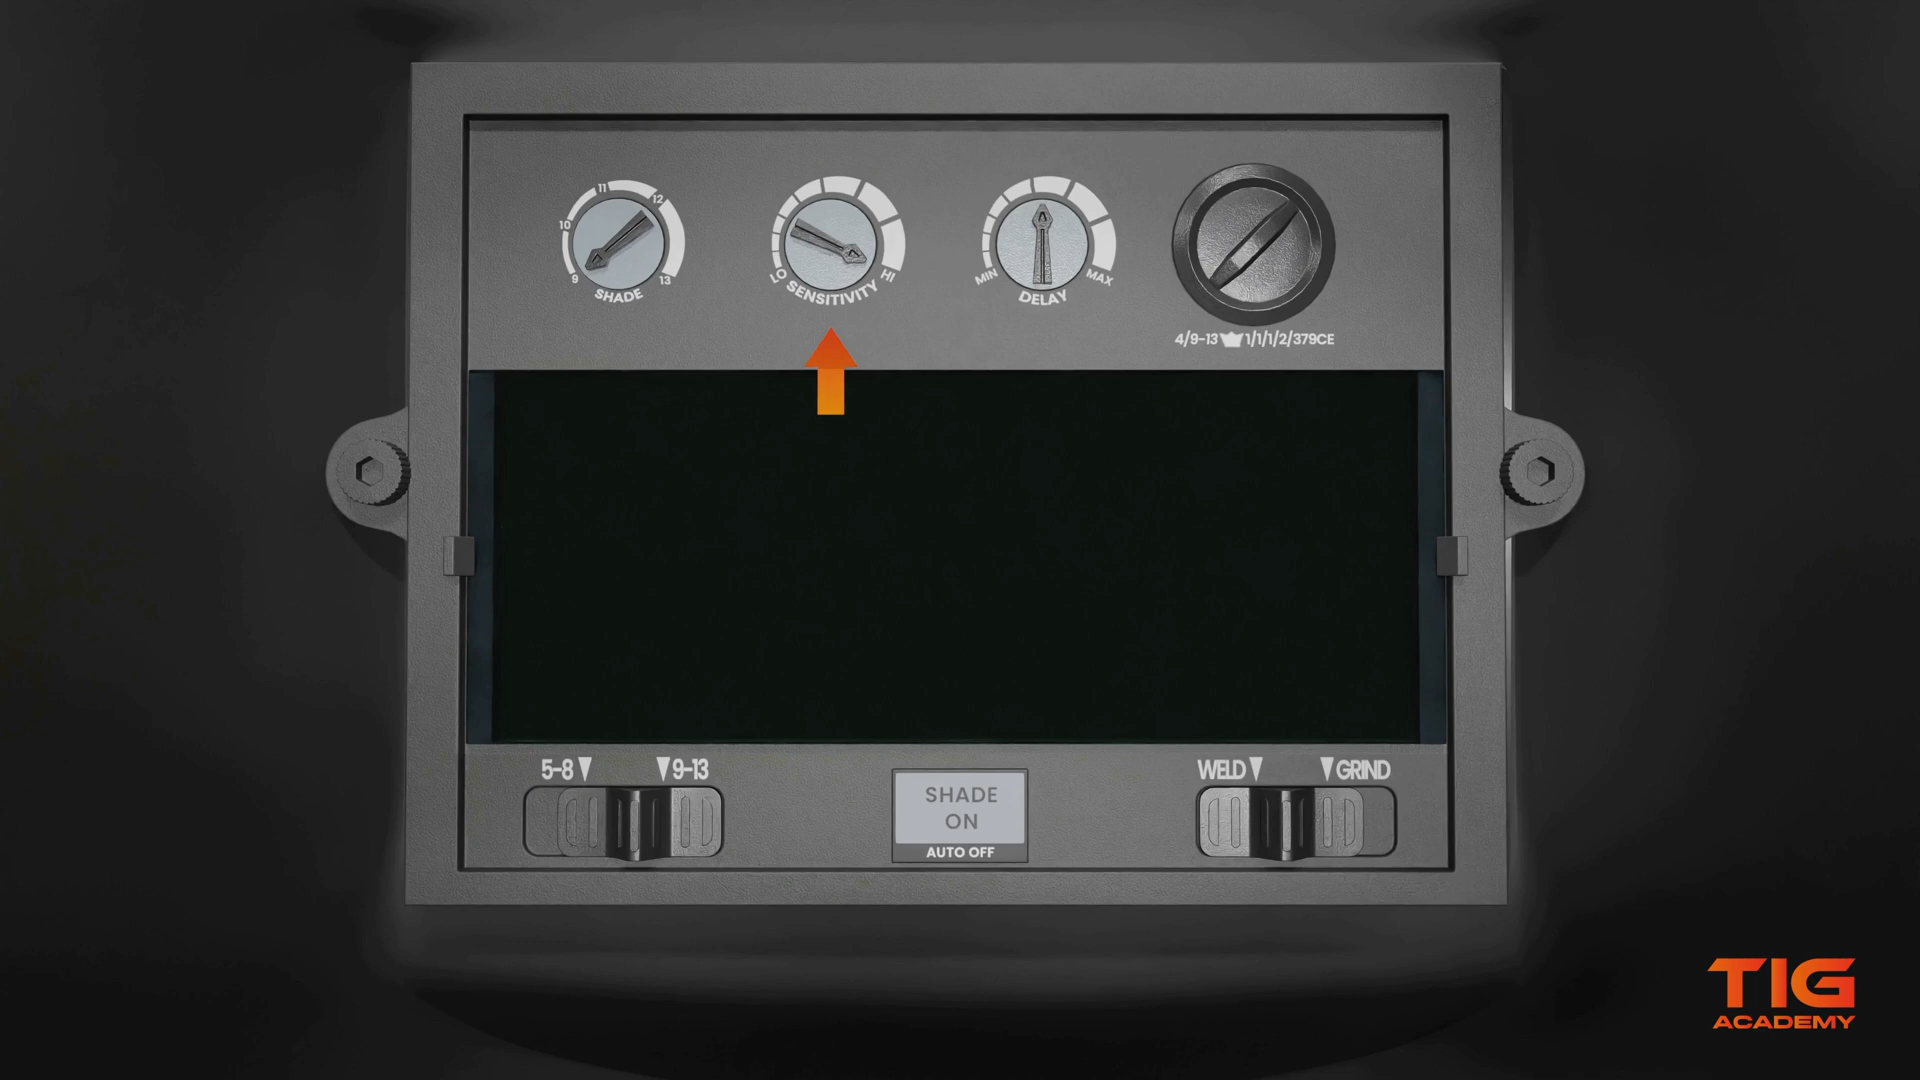 9 10 11 12 13
SHADE
LO HI
SENSITIVITY
MIN MAX
DELAY
4/9-13 1/1/1/2/379CE
5-8 9-13
SHADE
ON
AUTO OFF
WELD GRIND
TIG
ACADEMY